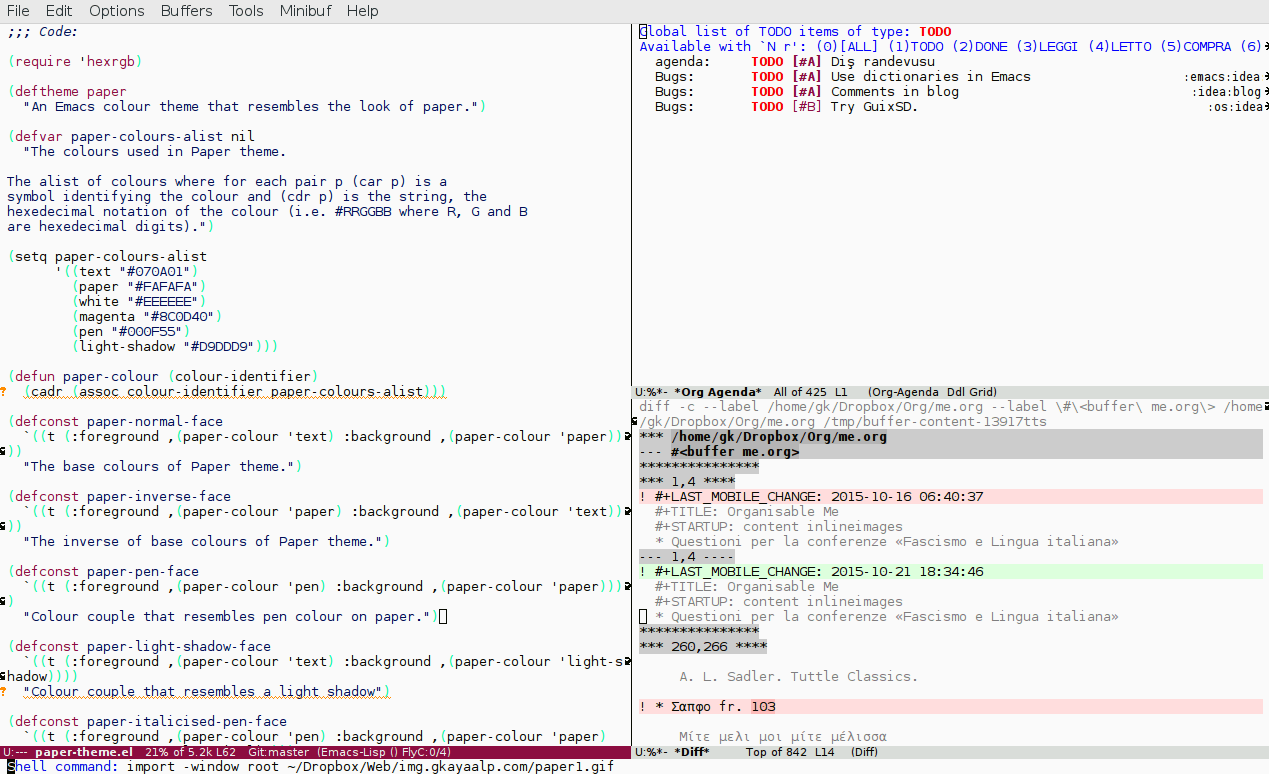 File Edit Options Buffers Tools Minibuf Help
;;; Code:
(require 'hexrgb)
(deftheme paper
"An Emacs colour theme that resembles the look of paper.")
(defvar paper-colours-alist nil
"The colours used in Paper theme.
The alist of colours where for each pair p (car p) is a
symbol identifying the colour and (cdr p) is the string, the
hexedecimal notation of the colour (i.e. #RRGGBB where R, G and B
are hexedecimal digits).")
(setq paper-colours-alist
'((text "#070A01")
(paper "#FAFAFA")
(white "#EEEEEE")
(magenta "#8C0D40")
(pen "#000F55")
(light-shadow "#D9DDD9")))
(defun paper-colour (colour-identifier)
? (cadr (assoc colour-identifier paper-colours-alist)))
(defconst paper-normal-face
`((t (:foreground ,(paper-colour 'text) :background ,(paper-colour 'paper))
))
"The base colours of Paper theme.")
(defconst paper-inverse-face
`((t (:foreground ,(paper-colour 'paper) :background ,(paper-colour 'text))
))
"The inverse of base colours of Paper theme.")
(defconst paper-pen-face
`((t (:foreground ,(paper-colour 'pen) :background ,(paper-colour 'paper)))
)
"Colour couple that resembles pen colour on paper.")
(defconst paper-light-shadow-face
`((t (:foreground ,(paper-colour 'text) :background ,(paper-colour 'light-s
hadow))))
? "Colour couple that resembles a light shadow")
(defconst paper-italicised-pen-face
`((t (:foreground ,(paper-colour 'pen) :background ,(paper-colour 'paper)
U:--- paper-theme.el 21% of 5.2k L62 Git:master (Emacs-Lisp () FlyC:0/4)
Shell command: import -window root ~/Dropbox/Web/img.gkayaalp.com/paper1.gif
Global list of TODO items of type: TODO
Available with `N r': (0)[ALL] (1)TODO (2)DONE (3)LEGGI (4)LETTO (5)COMPRA (6)
agenda: TODO [#A] Diş randevusu
Bugs: TODO [#A] Use dictionaries in Emacs :emacs:idea
Bugs: TODO [#A] Comments in blog :idea:blog
Bugs: TODO [#B] Try GuixSD. :os:idea
U:%*- *Org Agenda* All of 425 L1 (Org-Agenda Ddl Grid)
diff -c --label /home/gk/Dropbox/Org/me.org --label \#\<buffer\ me.org\> /home
/gk/Dropbox/Org/me.org /tmp/buffer-content-13917tts
*** /home/gk/Dropbox/Org/me.org
--- #<buffer me.org>
***************
*** 1,4 ****
! #+LAST_MOBILE_CHANGE: 2015-10-16 06:40:37
#+TITLE: Organisable Me
#+STARTUP: content inlineimages
* Questioni per la conferenze «Fascismo e Lingua italiana»
--- 1,4 ----
! #+LAST_MOBILE_CHANGE: 2015-10-21 18:34:46
#+TITLE: Organisable Me
#+STARTUP: content inlineimages
* Questioni per la conferenze «Fascismo e Lingua italiana»
***************
*** 260,266 ****
A. L. Sadler. Tuttle Classics.
! * Σαπφο fr. 103
Μίτε μελι μοι μίτε μέλισσα
U:%*- *Diff* Top of 842 L14 (Diff)